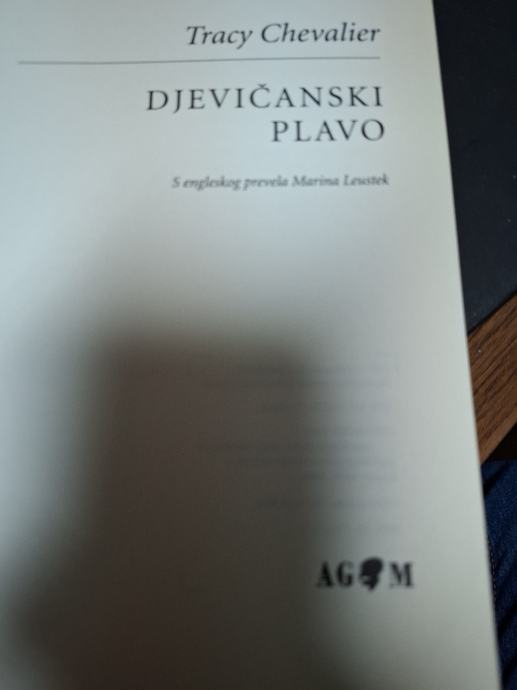 Tracy Chevalier
DJEVIČANSKI
PLAVO
S engleskog prevela Marina Leustek
AGM